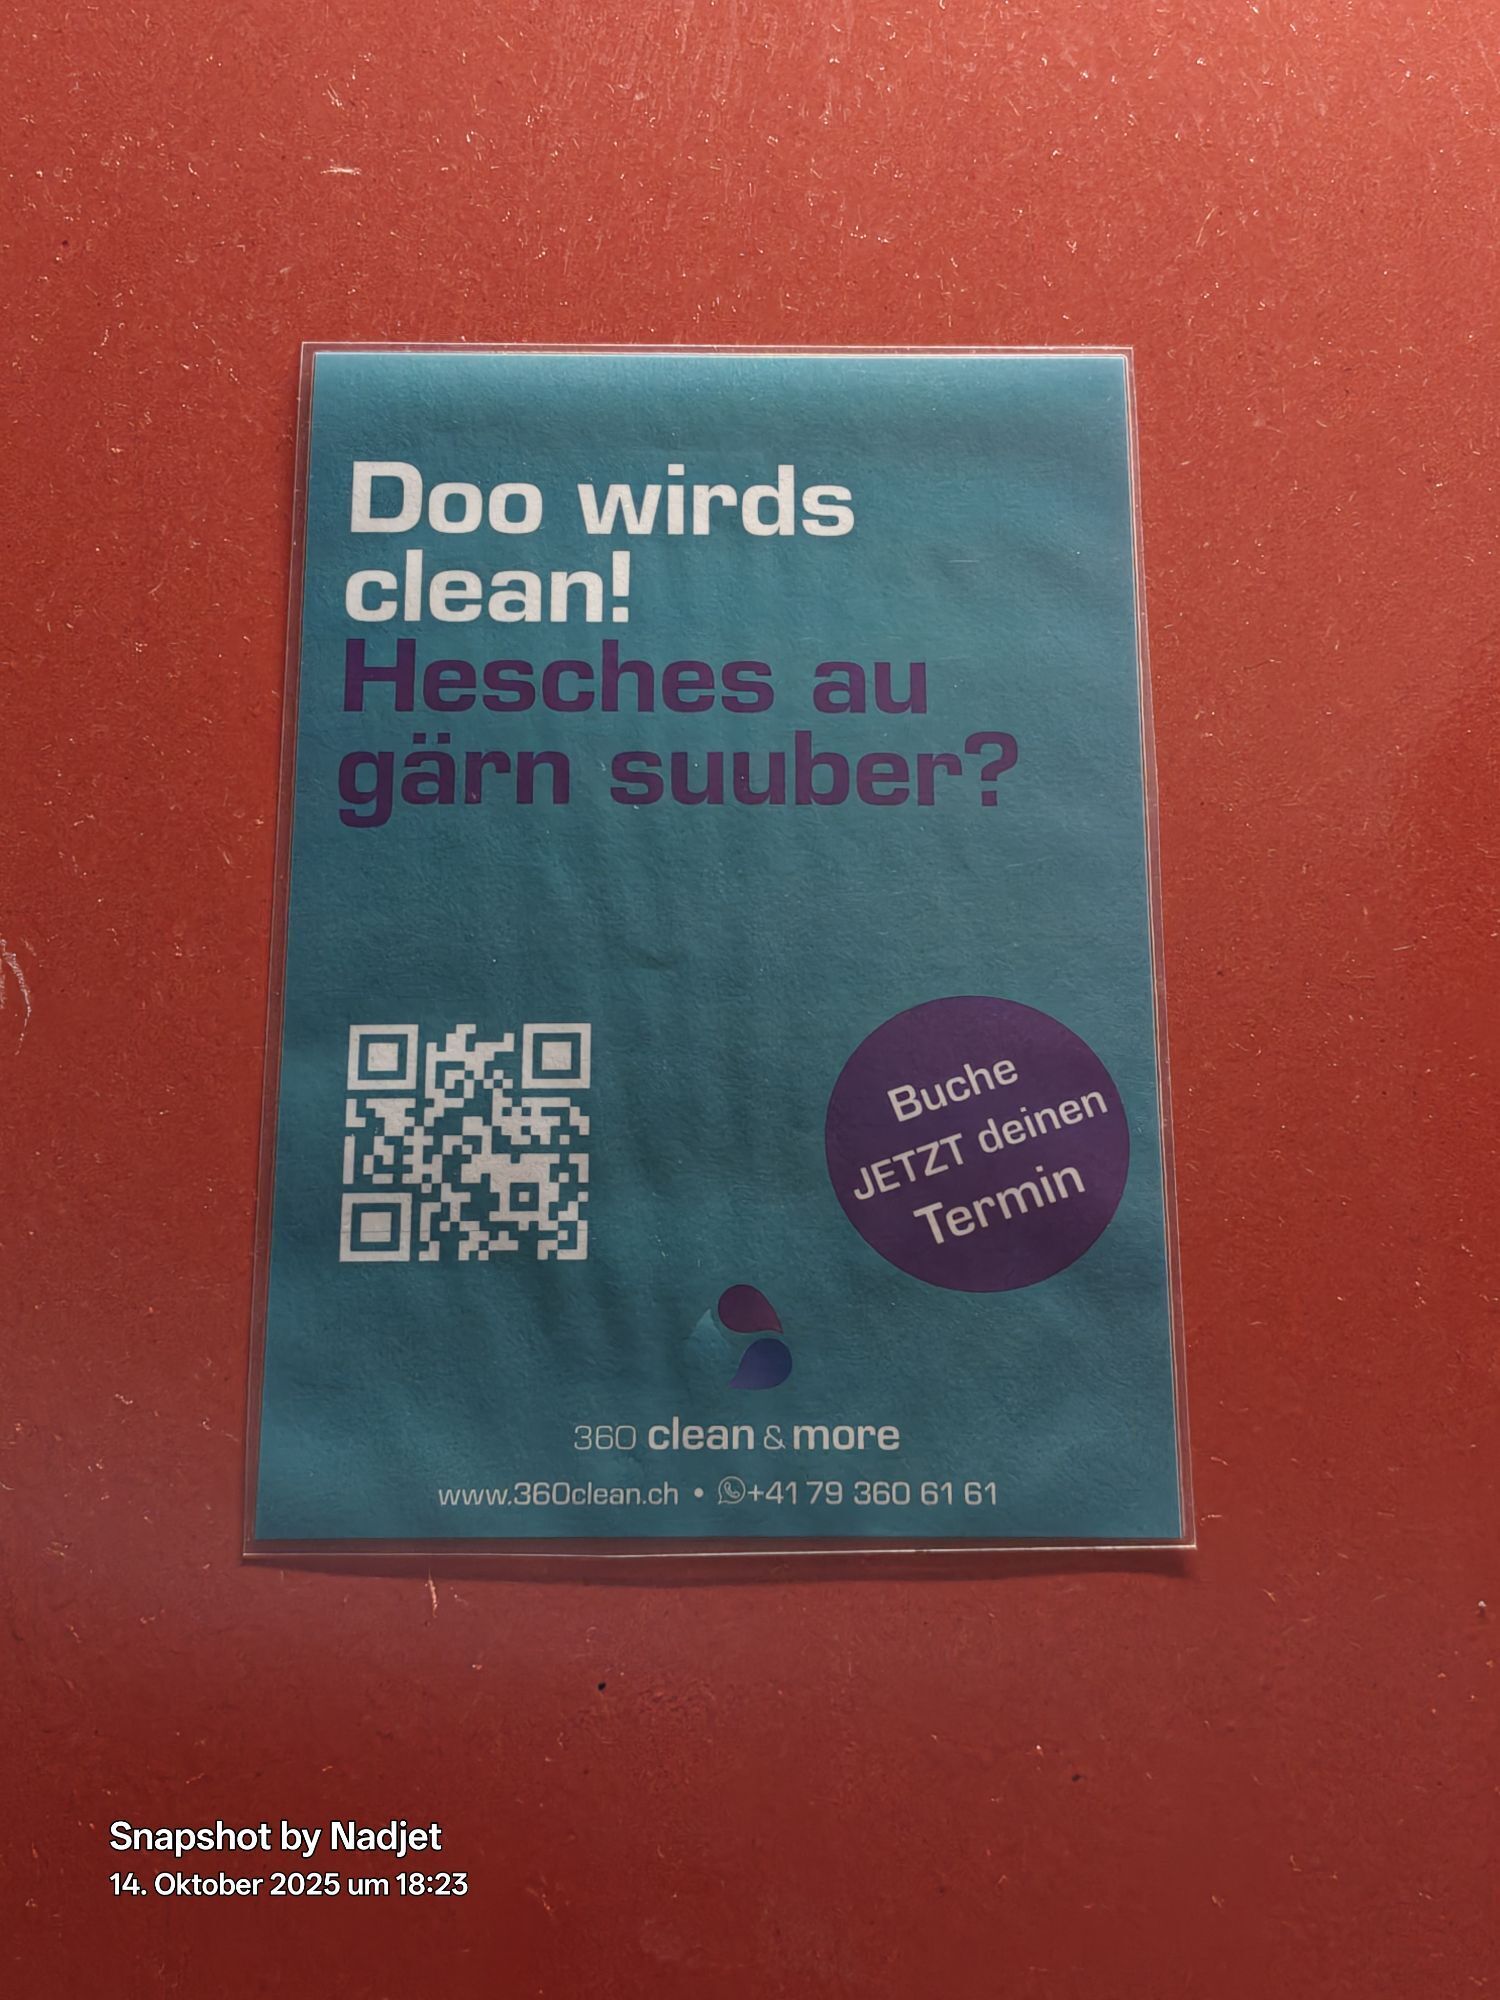 Doo wirds
clean!
Hesches au
gärn suuber?
Buche
JETZT deinen
Termin
360 clean & more
www.360clean.ch • +41 79 360 61 61
Snapshot by Nadjet
14. Oktober 2025 um 18:23